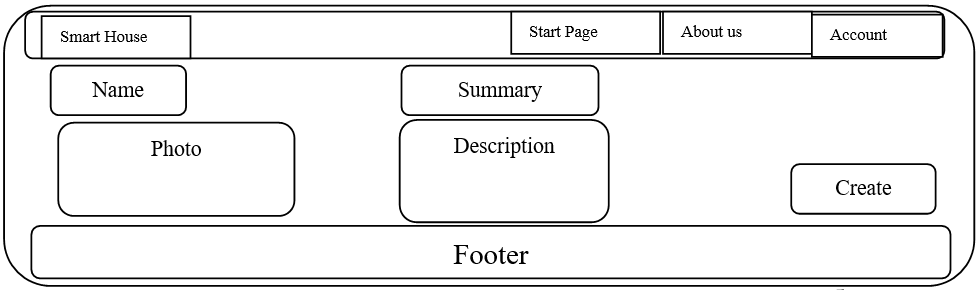 Smart House
Start Page
About us
Account
Name
Summary
Photo
Description
Create
Footer